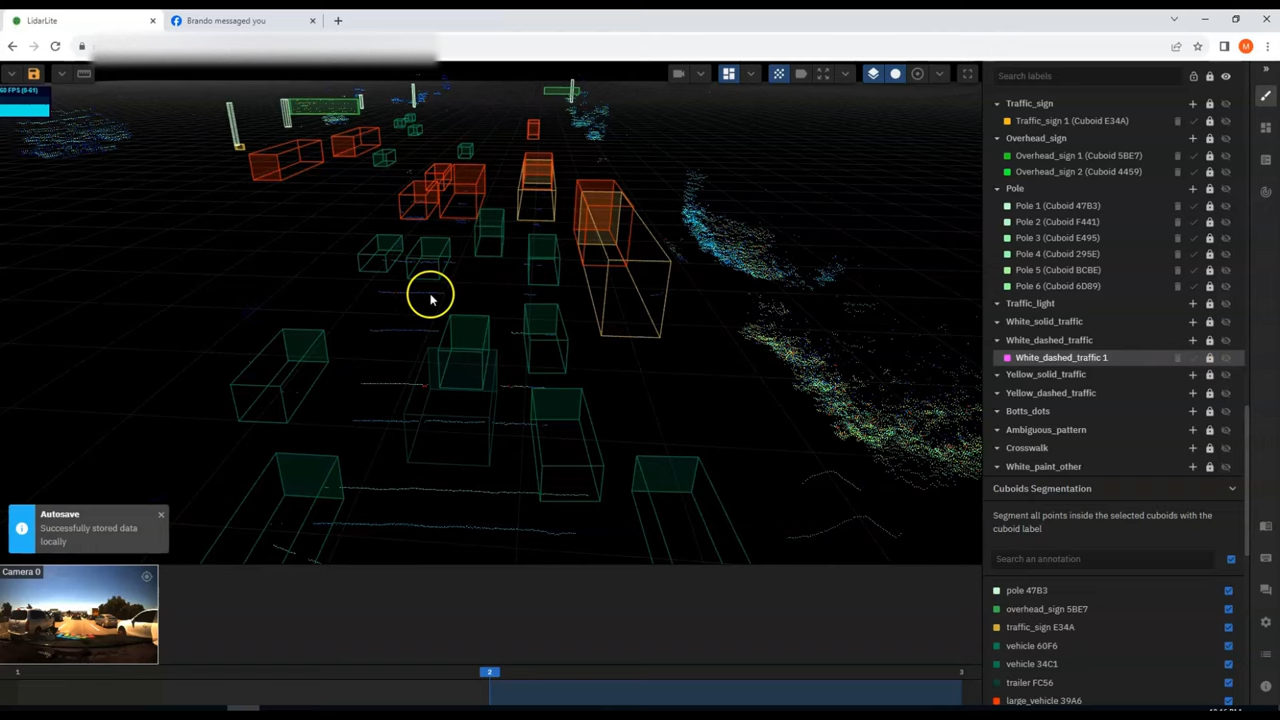 LidarLite
Brando messaged you
60 FPS (0-61)
Search labels
Traffic_sign
Traffic_sign 1 (Cuboid E34A)
Overhead_sign
Overhead_sign 1 (Cuboid 5BE7)
Overhead_sign 2 (Cuboid 4459)
Pole
Pole 1 (Cuboid 47B3)
Pole 2 (Cuboid F441)
Pole 3 (Cuboid E495)
Pole 4 (Cuboid 295E)
Pole 5 (Cuboid BCBE)
Pole 6 (Cuboid 6D89)
Traffic_light
White_solid_traffic
White_dashed_traffic
White_dashed_traffic 1
Yellow_solid_traffic
Yellow_dashed_traffic
Botts_dots
Ambiguous_pattern
Crosswalk
White_paint_other
Cuboids Segmentation
Segment all points inside the selected cuboids with the
cuboid label
Search an annotation
pole 47B3
overhead_sign 5BE7
traffic_sign E34A
vehicle 60F6
vehicle 34C1
trailer FC56
large_vehicle 39A6
Autosave
Successfully stored data
locally
Camera 0
1
2
3
M